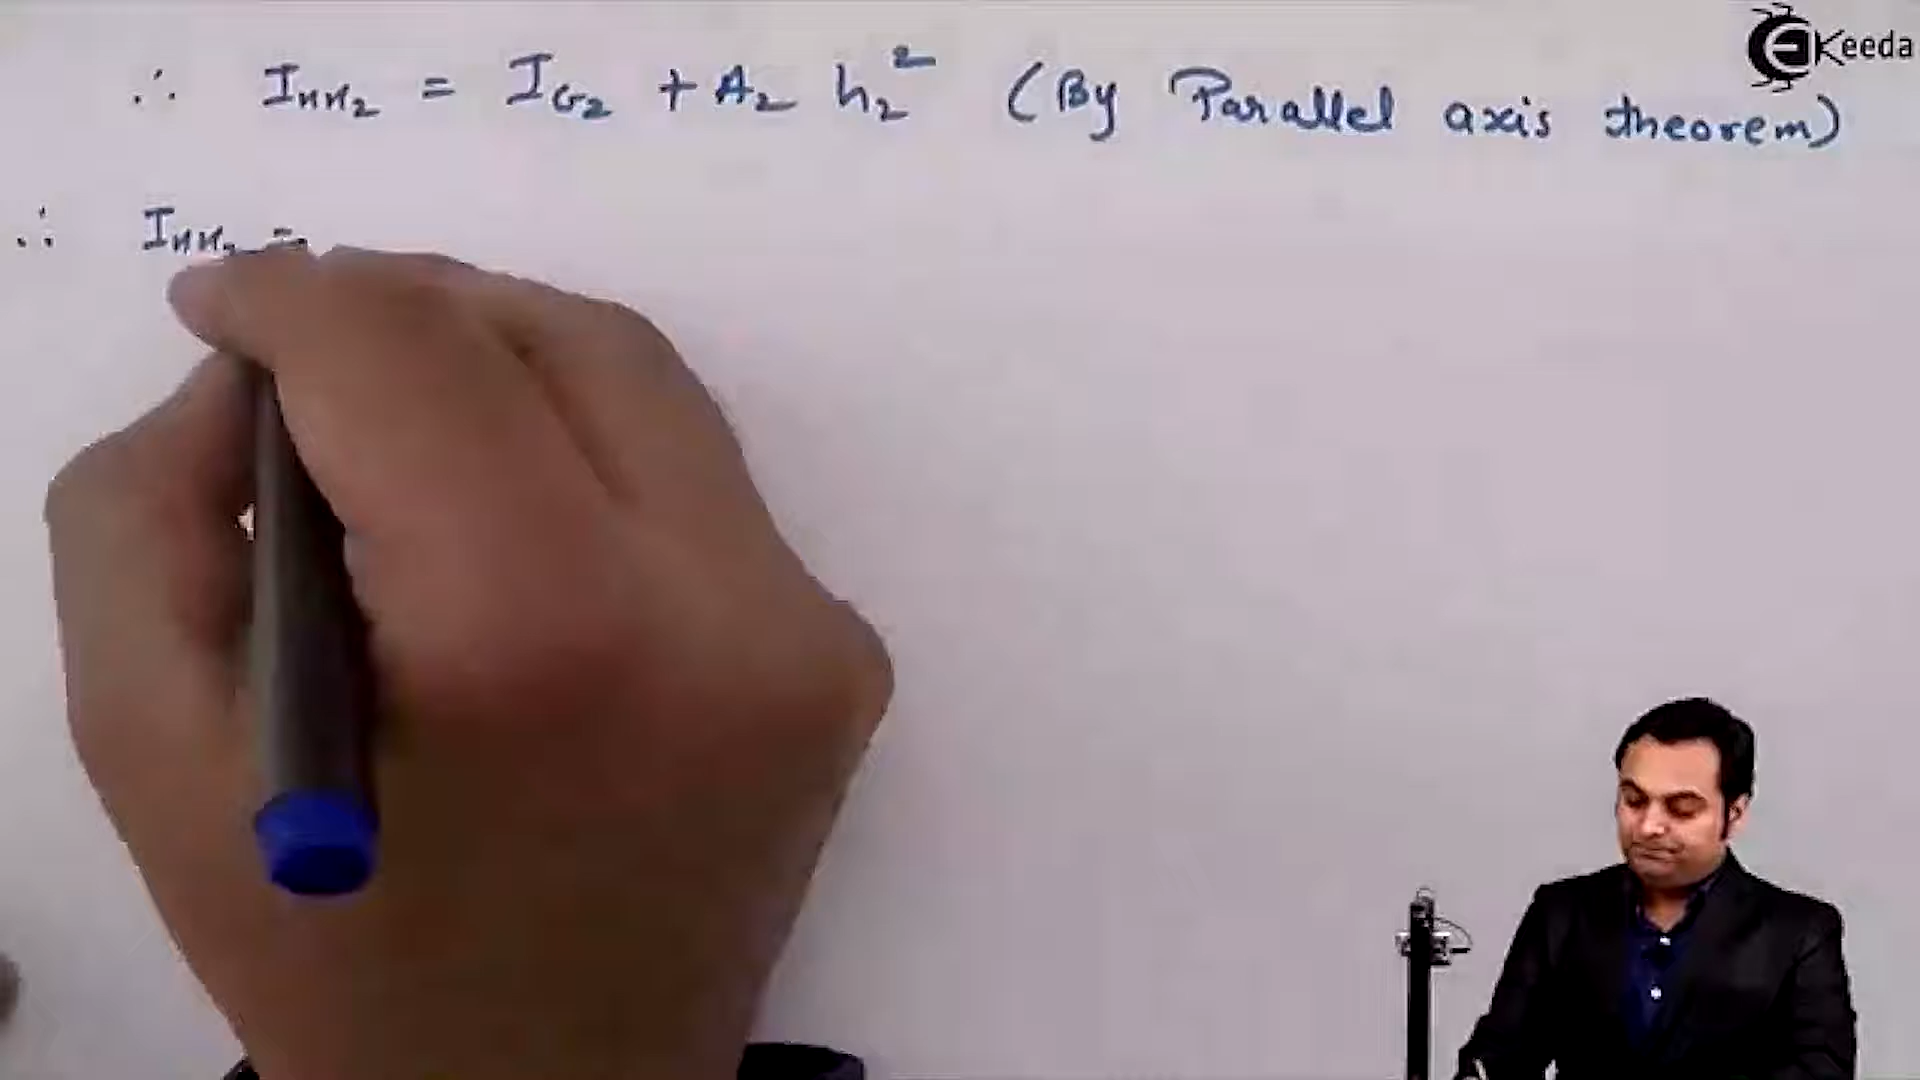 EKeeda
∴ Ixx₂ = IG₂ + A₂ h₂² (By Parallel axis theorem)
∴ Ixx₂ =